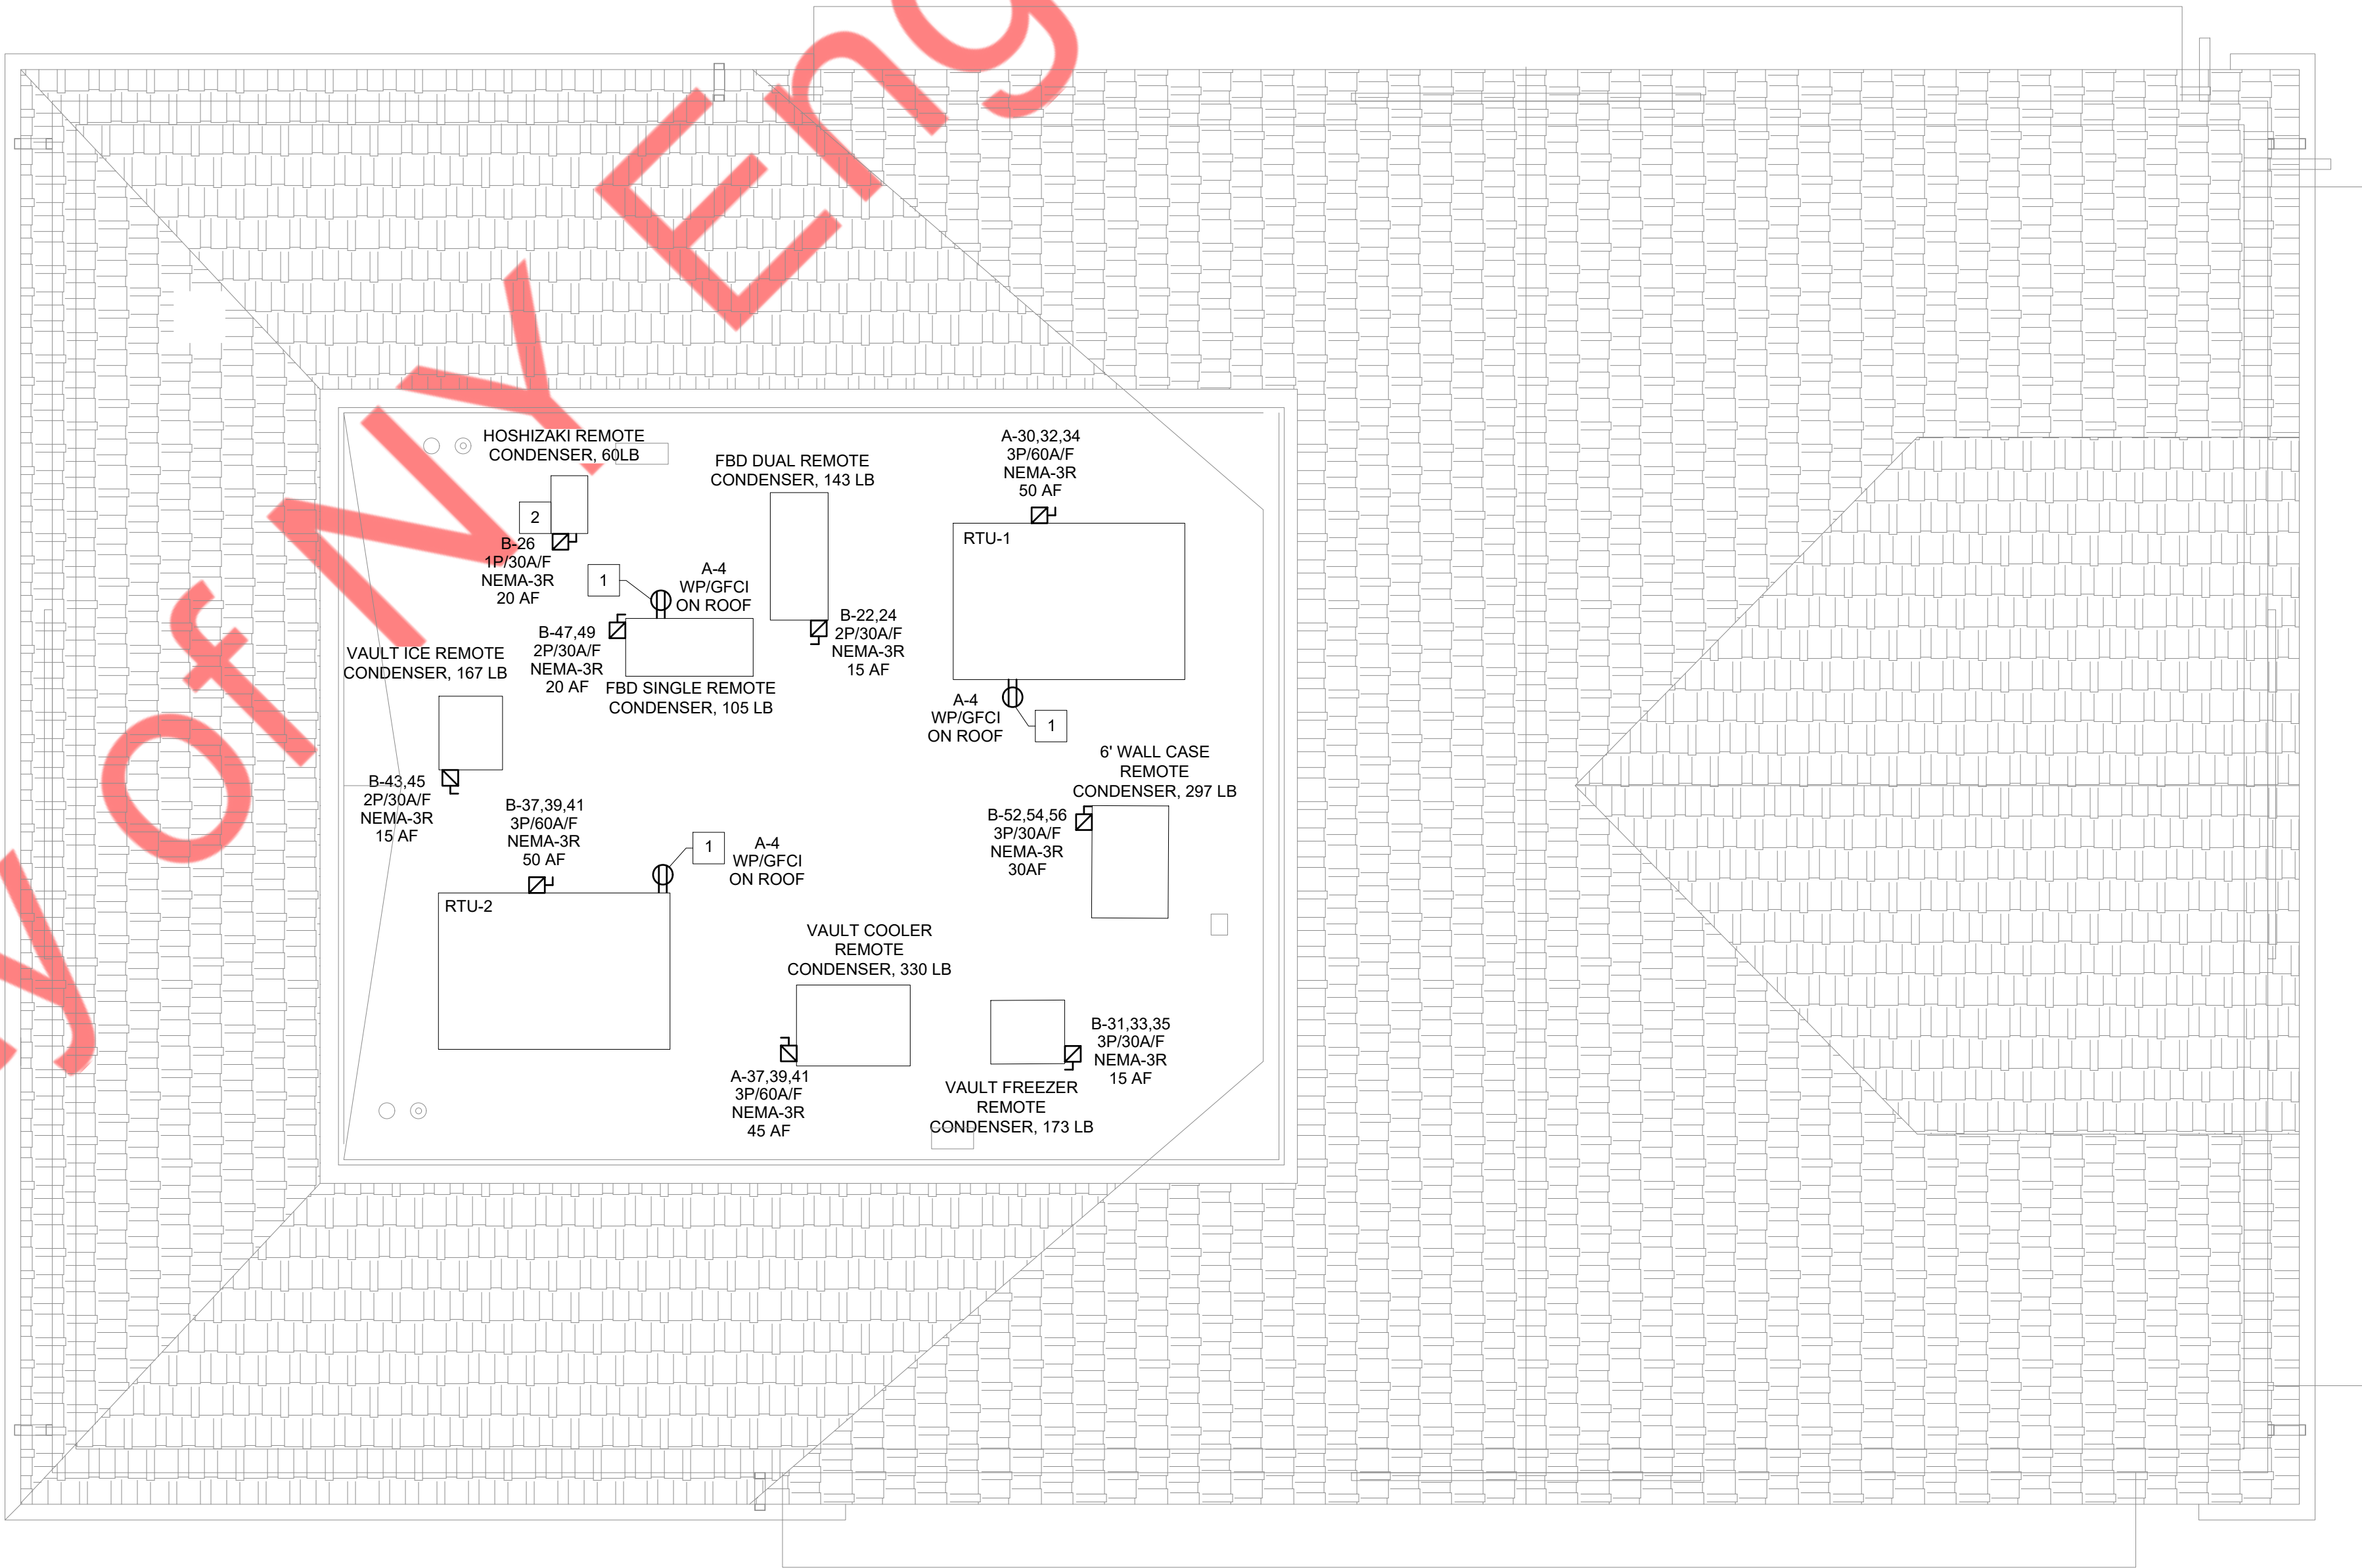 y of NY Eng
HOSHIZAKI REMOTE
CONDENSER, 60LB
2
B-26
1P/30A/F
NEMA-3R
20 AF
FBD DUAL REMOTE
CONDENSER, 143 LB
B-22,24
2P/30A/F
NEMA-3R
15 AF
A-30,32,34
3P/60A/F
NEMA-3R
50 AF
RTU-1
1
A-4
WP/GFCI
ON ROOF
B-47,49
2P/30A/F
NEMA-3R
20 AF
FBD SINGLE REMOTE
CONDENSER, 105 LB
VAULT ICE REMOTE
CONDENSER, 167 LB
B-43,45
2P/30A/F
NEMA-3R
15 AF
A-4
WP/GFCI
ON ROOF
1
6' WALL CASE
REMOTE
CONDENSER, 297 LB
B-52,54,56
3P/30A/F
NEMA-3R
30AF
B-37,39,41
3P/60A/F
NEMA-3R
50 AF
RTU-2
1
A-4
WP/GFCI
ON ROOF
VAULT COOLER
REMOTE
CONDENSER, 330 LB
A-37,39,41
3P/60A/F
NEMA-3R
45 AF
B-31,33,35
3P/30A/F
NEMA-3R
15 AF
VAULT FREEZER
REMOTE
CONDENSER, 173 LB